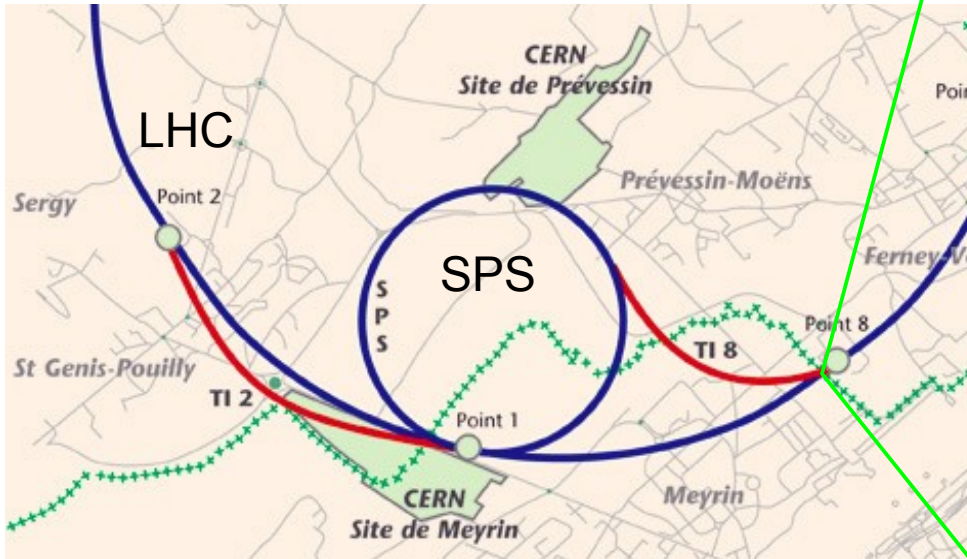 CERN
Site de Prévessin
LHC
Point 2
Sergy
Prévessin-Moëns
SPS
S
P
S
Point 8
TI 8
St Genis-Pouilly
TI 2
Point 1
CERN
Site de Meyrin
Meyrin